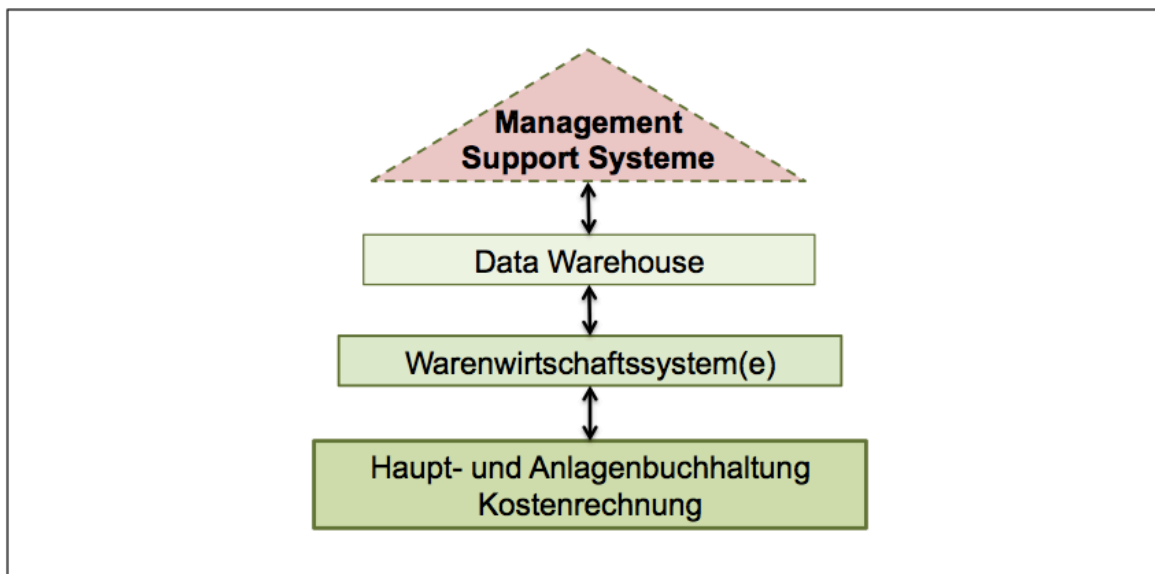 Management
Support Systeme
Data Warehouse
Warenwirtschaftssystem(e)
Haupt- und Anlagenbuchhaltung
Kostenrechnung